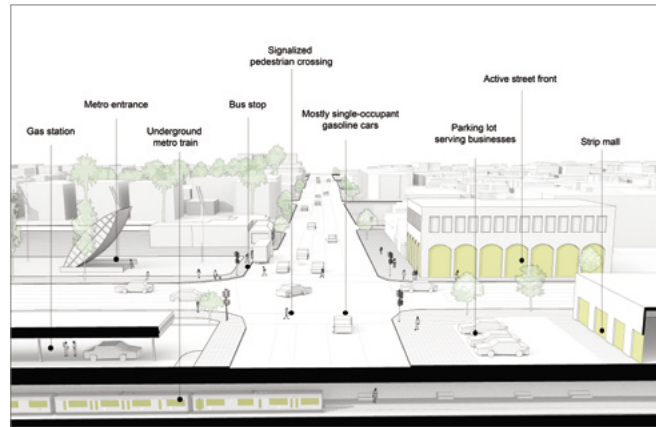 Signalized
pedestrian crossing
Active street front
Metro entrance
Bus stop
Mostly single-occupant
gasoline cars
Parking lot
serving businesses
Gas station
Underground
metro train
Strip mall